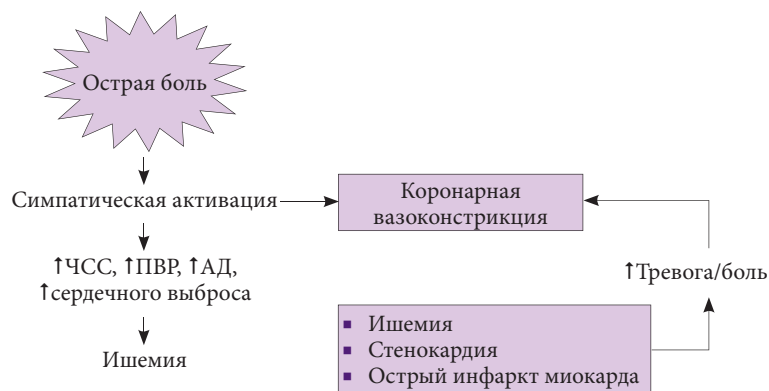 Острая боль
Симпатическая активация
Коронарная
вазоконстрикция
↑ЧСС, ↑ПВР, ↑АД,
↑сердечного выброса
↑Тревога/боль
Ишемия
▪ Ишемия
▪ Стенокардия
▪ Острый инфаркт миокарда